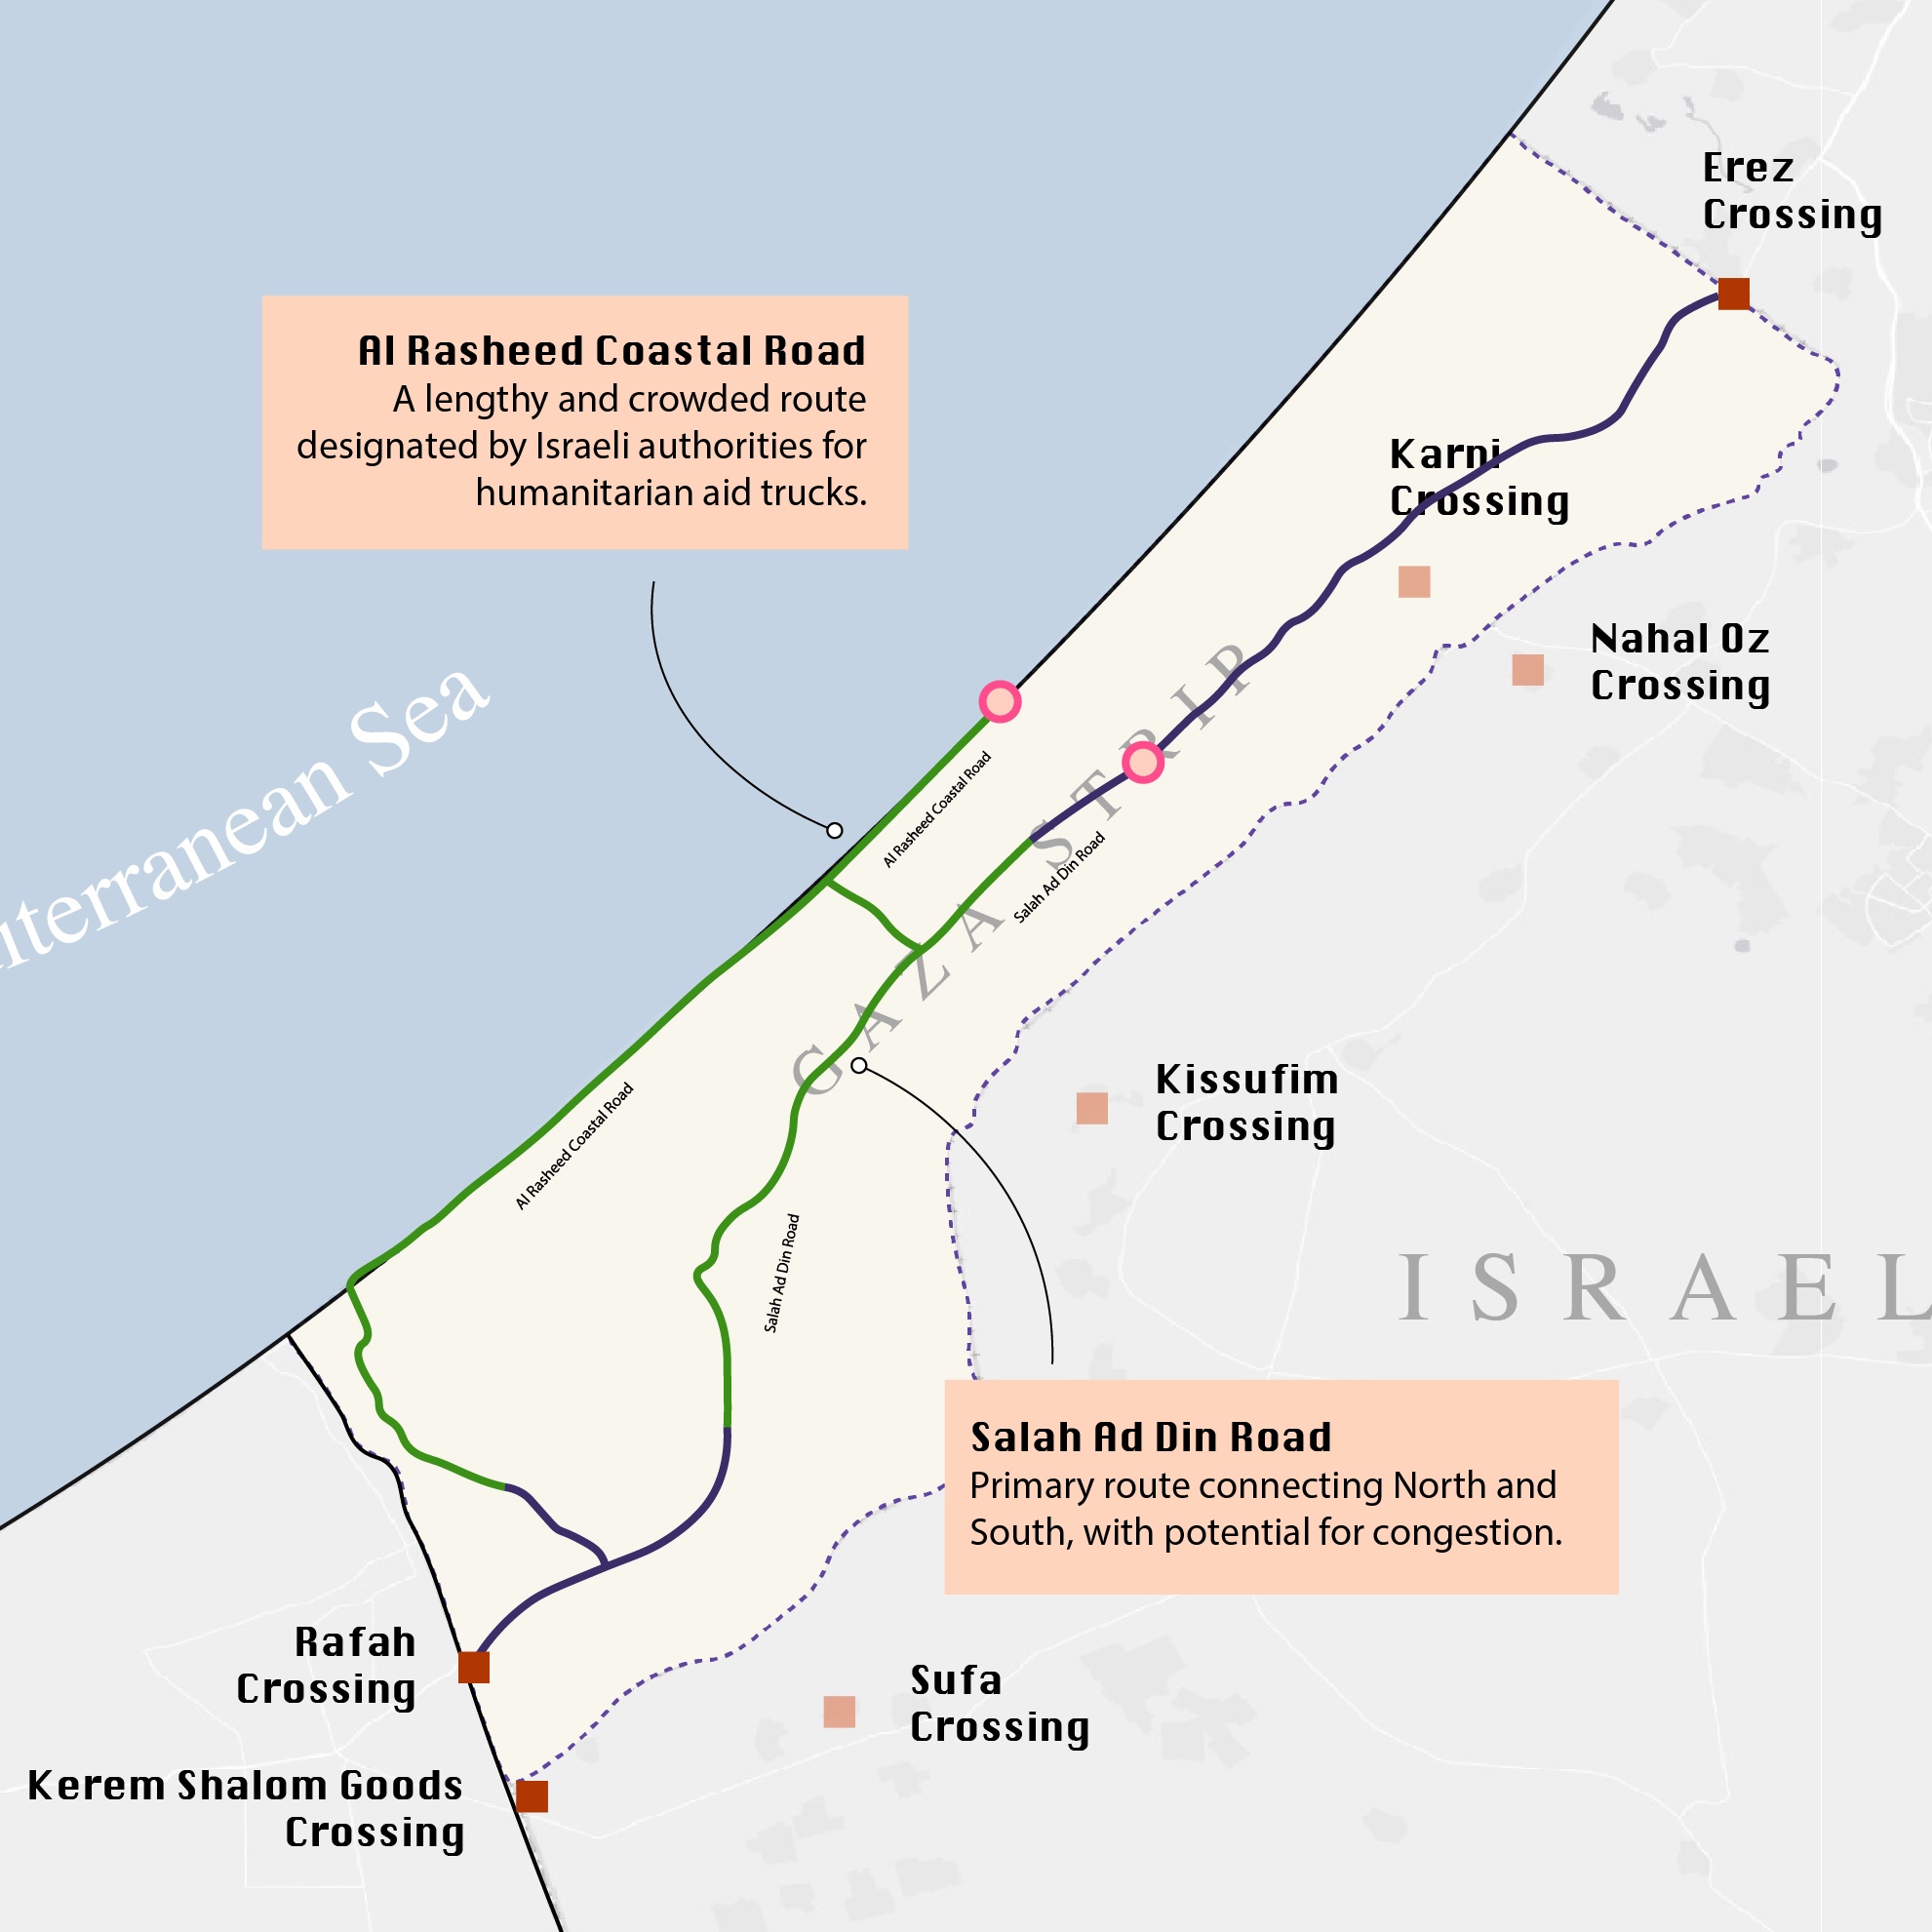 Erez
Crossing
Al Rasheed Coastal Road
A lengthy and crowded route
designated by Israeli authorities for
humanitarian aid trucks.
Karni
Crossing
Nahal Oz
Crossing
Sea
Al Rasheed Coastal Road
Salah Ad Din Road
GAZA STRIP
Kissufim
Crossing
Al Rasheed Coastal Road
Salah Ad Din Road
ISRAEL
Salah Ad Din Road
Primary route connecting North and
South, with potential for congestion.
Rafah
Crossing
Sufa
Crossing
Kerem Shalom Goods
Crossing